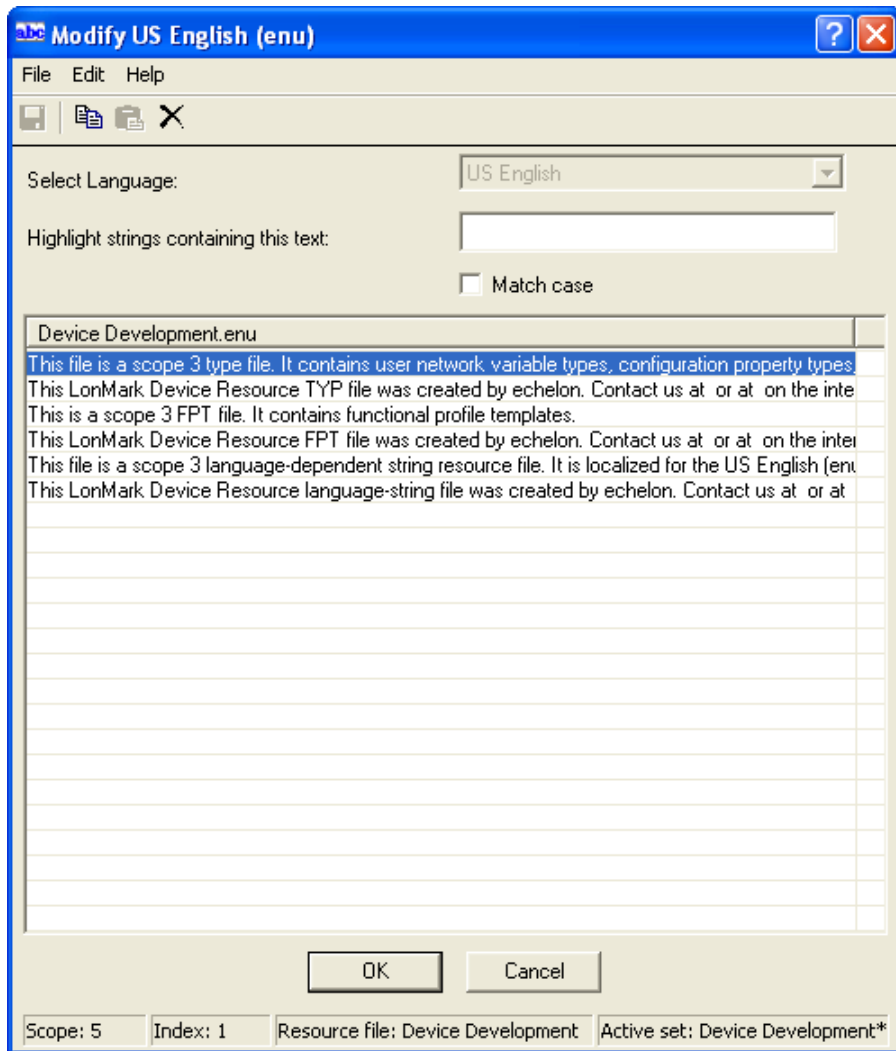 abc Modify US English (enu)
File Edit Help
Select Language: US English
Highlight strings containing this text:
Match case
Device Development.enu
This file is a scope 3 type file. It contains user network variable types, configuration property types,
This LonMark Device Resource TYP file was created by echelon. Contact us at  or at  on the inte
This is a scope 3 FPT file. It contains functional profile templates.
This LonMark Device Resource FPT file was created by echelon. Contact us at  or at  on the inter
This file is a scope 3 language-dependent string resource file. It is localized for the US English (enu
This LonMark Device Resource language-string file was created by echelon. Contact us at  or at
OK Cancel
Scope: 5 Index: 1 Resource file: Device Development Active set: Device Development*